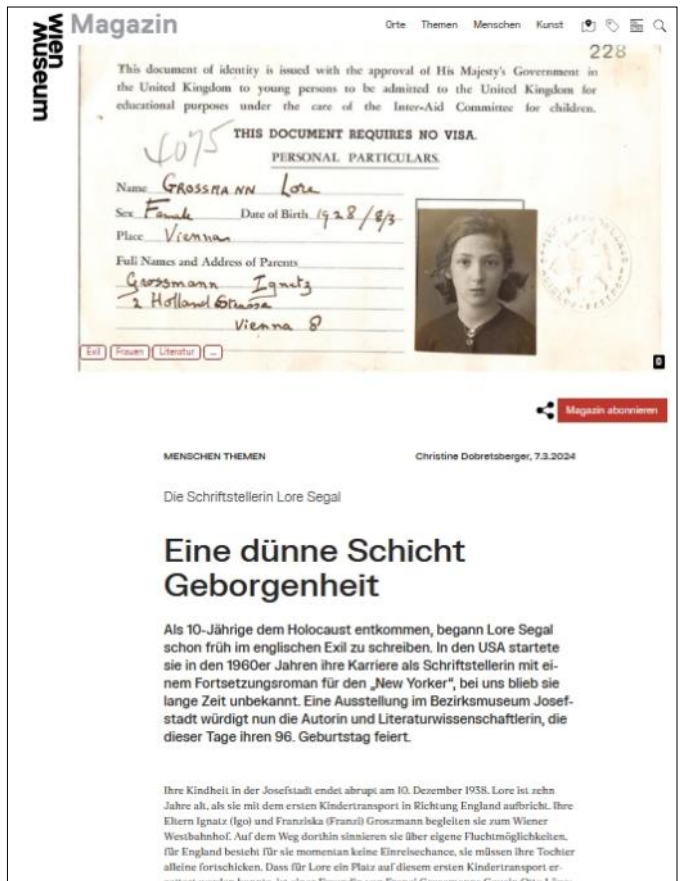 wien museum
Magazin
Orte Themen Menschen Kunst
228
This document of identity is issued with the approval of His Majesty's Government in
the United Kingdom to young persons to be admitted to the United Kingdom for
educational purposes under the care of the Inter-Aid Committee for children.
4075
THIS DOCUMENT REQUIRES NO VISA.
PERSONAL PARTICULARS.
Name GROSSMANN Lore
Sex Female Date of Birth 1928/8/3
Place Vienna
Full Names and Address of Parents
Grossmann Ignatz
2 Holland Strasse
Vienna 8
Exil Frauen Literatur ...
Magazin abonnieren
MENSCHEN THEMEN Christine Dobretsberger, 7.3.2024
Die Schriftstellerin Lore Segal
Eine dünne Schicht
Geborgenheit
Als 10-Jährige dem Holocaust entkommen, begann Lore Segal
schon früh im englischen Exil zu schreiben. In den USA startete
sie in den 1960er Jahren ihre Karriere als Schriftstellerin mit ei-
nem Fortsetzungsroman für den „New Yorker“, bei uns blieb sie
lange Zeit unbekannt. Eine Ausstellung im Bezirksmuseum Josef-
stadt würdigt nun die Autorin und Literaturwissenschaftlerin, die
dieser Tage ihren 96. Geburtstag feiert.
Ihre Kindheit in der Josefstadt endet abrupt am 10. Dezember 1938. Lore ist zehn
Jahre alt, als sie mit dem ersten Kindertransport in Richtung England aufbricht. Ihre
Eltern Ignatz (Igo) und Franziska (Franzi) Groszmann begleiten sie zum Wiener
Westbahnhof. Auf dem Weg dorthin sinnieren sie über eigene Fluchtmöglichkeiten,
für England besteht für sie momentan keine Einreisechance, sie müssen ihre Tochter
alleine fortschicken. Dass für Lore ein Platz auf diesem ersten Kindertransport er-